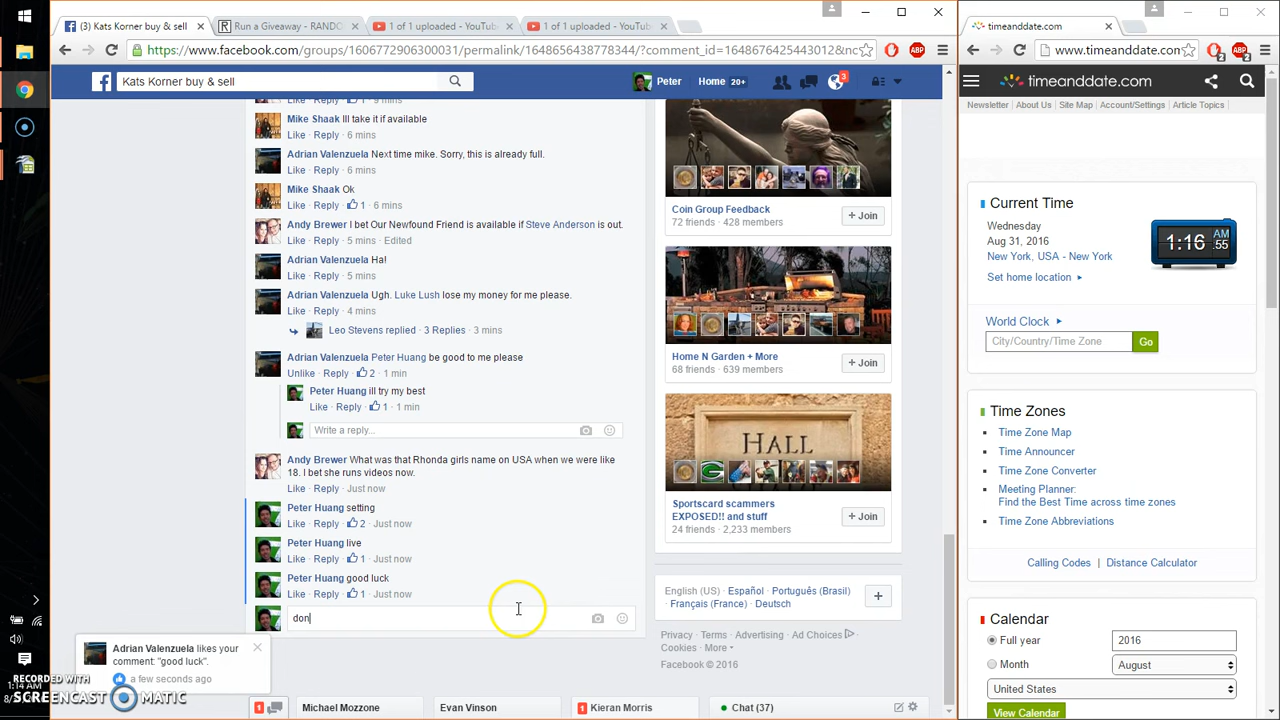 (3) Kats Korner buy & sell
Run a Giveaway - RANDO
1 of 1 uploaded - YouTube
1 of 1 uploaded - YouTube
timeanddate.com
https://www.facebook.com/groups/1606772906300031/permalink/1648656438778344/?comment_id=1648676425443012&nc
www.timeanddate.com
Kats Korner buy & sell
Peter
Home 20+
3
timeanddate.com
Newsletter About Us Site Map Account/Settings Article Topics
Like · Reply · 1 · 9 mins
Mike Shaak Ill take it if available
Like · Reply · 6 mins
Adrian Valenzuela Next time mike. Sorry, this is already full.
Like · Reply · 6 mins
Mike Shaak Ok
Like · Reply · 1 · 6 mins
Andy Brewer I bet Our Newfound Friend is available if Steve Anderson is out.
Like · Reply · 5 mins · Edited
Adrian Valenzuela Ha!
Like · Reply · 5 mins
Adrian Valenzuela Ugh. Luke Lush lose my money for me please.
Like · Reply · 4 mins
Leo Stevens replied · 3 Replies · 3 mins
Adrian Valenzuela Peter Huang be good to me please
Unlike · Reply · 2 · 1 min
Peter Huang ill try my best
Like · Reply · 1 · 1 min
Write a reply...
Andy Brewer What was that Rhonda girls name on USA when we were like
18. I bet she runs videos now.
Like · Reply · Just now
Peter Huang setting
Like · Reply · 2 · Just now
Peter Huang live
Like · Reply · 1 · Just now
Peter Huang good luck
Like · Reply · 1 · Just now
don
Coin Group Feedback
72 friends · 428 members
+ Join
Home N Garden + More
68 friends · 639 members
+ Join
HALL
Sportscard scammers
EXPOSED!! and stuff
24 friends · 2,233 members
+ Join
English (US) · Español · Português (Brasil) ·
Français (France) · Deutsch
+
Privacy · Terms · Advertising · Ad Choices ·
Cookies · More
Facebook © 2016
Current Time
Wednesday
Aug 31, 2016
New York, USA - New York
Set home location
1:16 AM .55
World Clock
City/Country/Time Zone
Go
Time Zones
Time Zone Map
Time Announcer
Time Zone Converter
Meeting Planner:
Find the Best Time across time zones
Time Zone Abbreviations
Calling Codes Distance Calculator
Calendar
Full year 2016
Month August
United States
View Calendar
Adrian Valenzuela likes your
comment: "good luck".
a few seconds ago
1:14 AM
RECORDED WITH
SCREENCAST MATIC
1
Michael Mozzone
Evan Vinson
1 Kieran Morris
Chat (37)